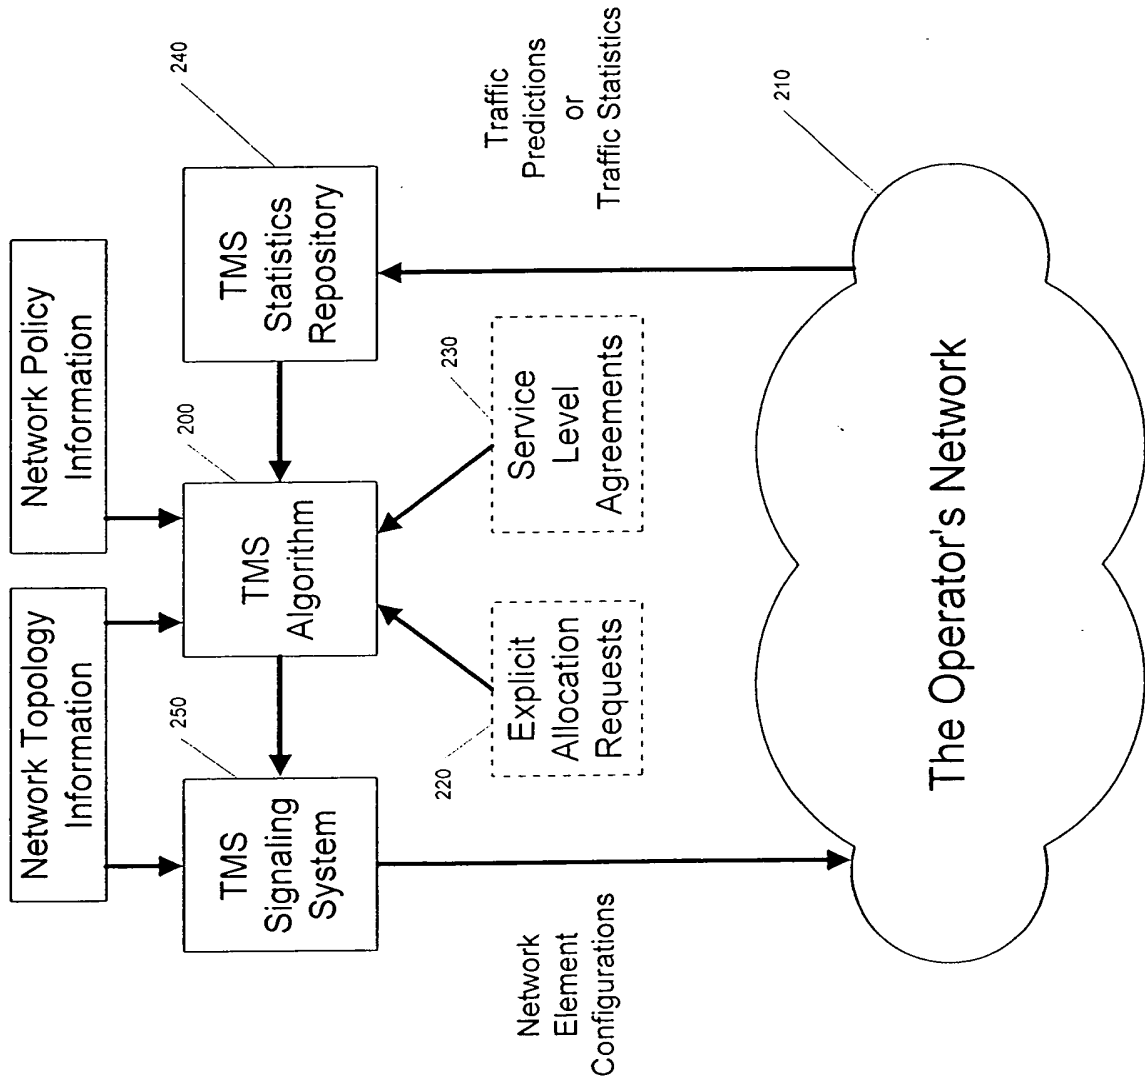 Network Topology
Information
Network Policy
Information
250
200
240
TMS
Signaling
System
TMS
Algorithm
TMS
Statistics
Repository
220
230
Explicit
Allocation
Requests
Service
Level
Agreements
Network
Element
Configurations
Traffic
Predictions
or
Traffic Statistics
210
The Operator's Network